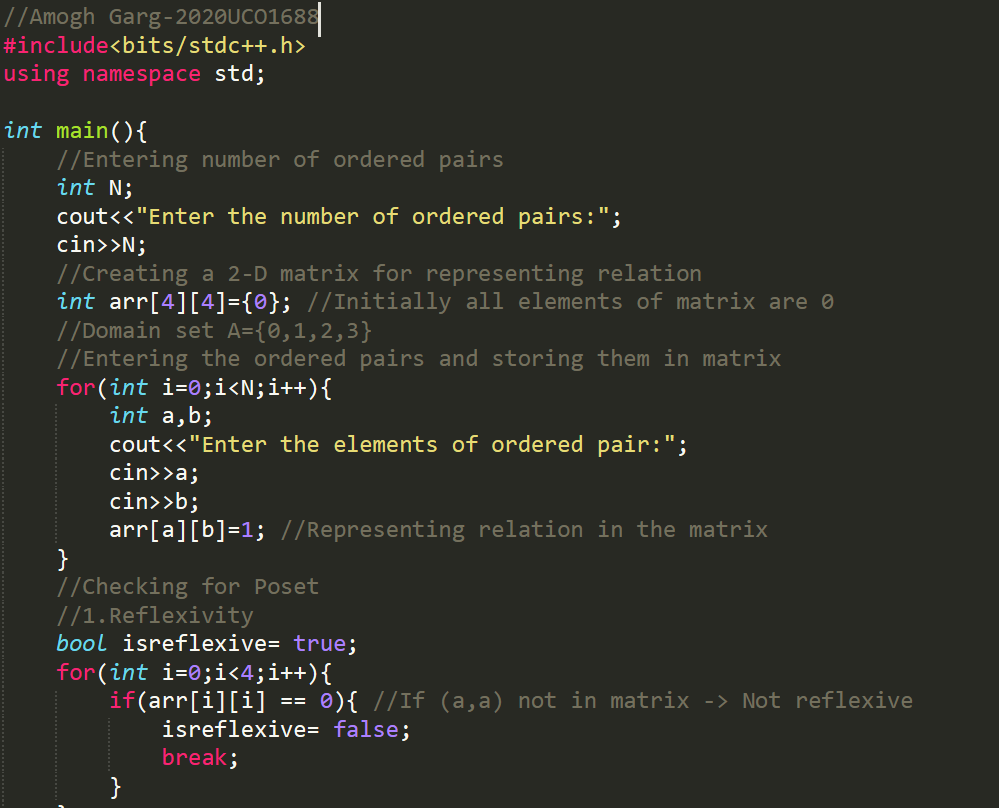 //Amogh Garg-2020UCO1688
#include<bits/stdc++.h>
using namespace std;

int main(){
    //Entering number of ordered pairs
    int N;
    cout<<"Enter the number of ordered pairs:";
    cin>>N;
    //Creating a 2-D matrix for representing relation
    int arr[4][4]={0}; //Initially all elements of matrix are 0
    //Domain set A={0,1,2,3}
    //Entering the ordered pairs and storing them in matrix
    for(int i=0;i<N;i++){
        int a,b;
        cout<<"Enter the elements of ordered pair:";
        cin>>a;
        cin>>b;
        arr[a][b]=1; //Representing relation in the matrix
    }
    //Checking for Poset
    //1.Reflexivity
    bool isreflexive= true;
    for(int i=0;i<4;i++){
        if(arr[i][i] == 0){ //If (a,a) not in matrix -> Not reflexive
            isreflexive= false;
            break;
        }